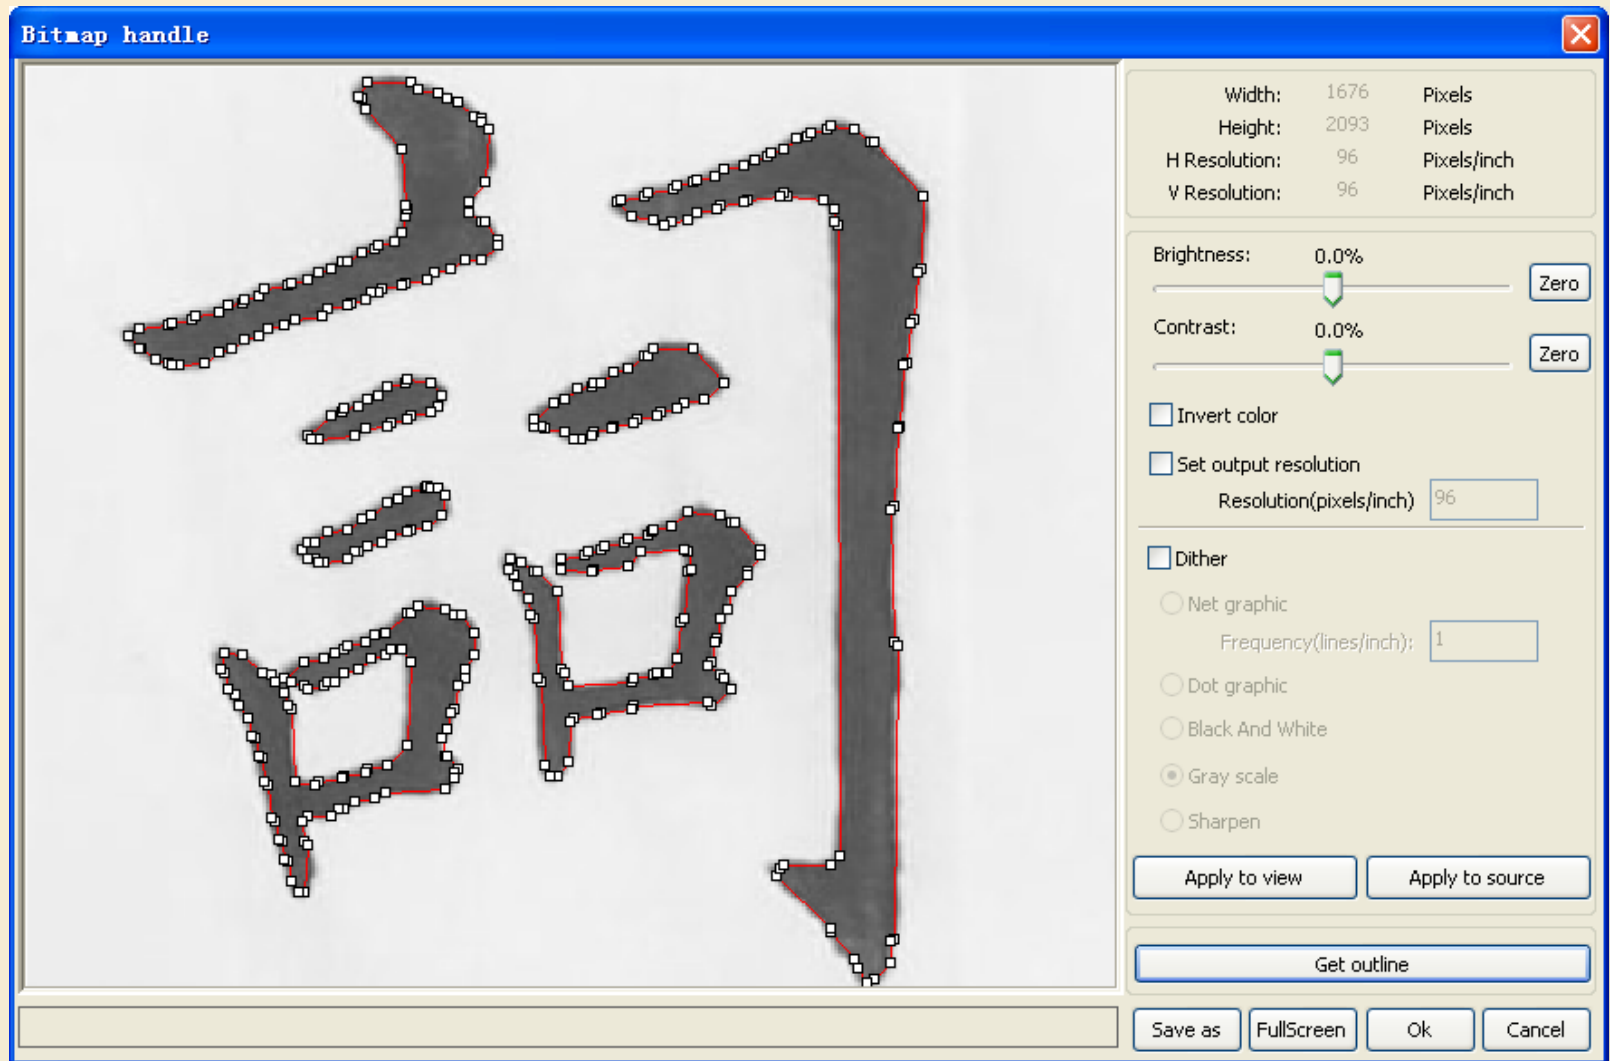 Bitmap handle
詞
Width: 1676 Pixels
Height: 2093 Pixels
H Resolution: 96 Pixels/inch
V Resolution: 96 Pixels/inch
Brightness: 0.0%
Zero
Contrast: 0.0%
Zero
Invert color
Set output resolution
Resolution(pixels/inch) 96
Dither
Net graphic
Frequency(lines/inch): 1
Dot graphic
Black And White
Gray scale
Sharpen
Apply to view Apply to source
Get outline
Save as FullScreen Ok Cancel